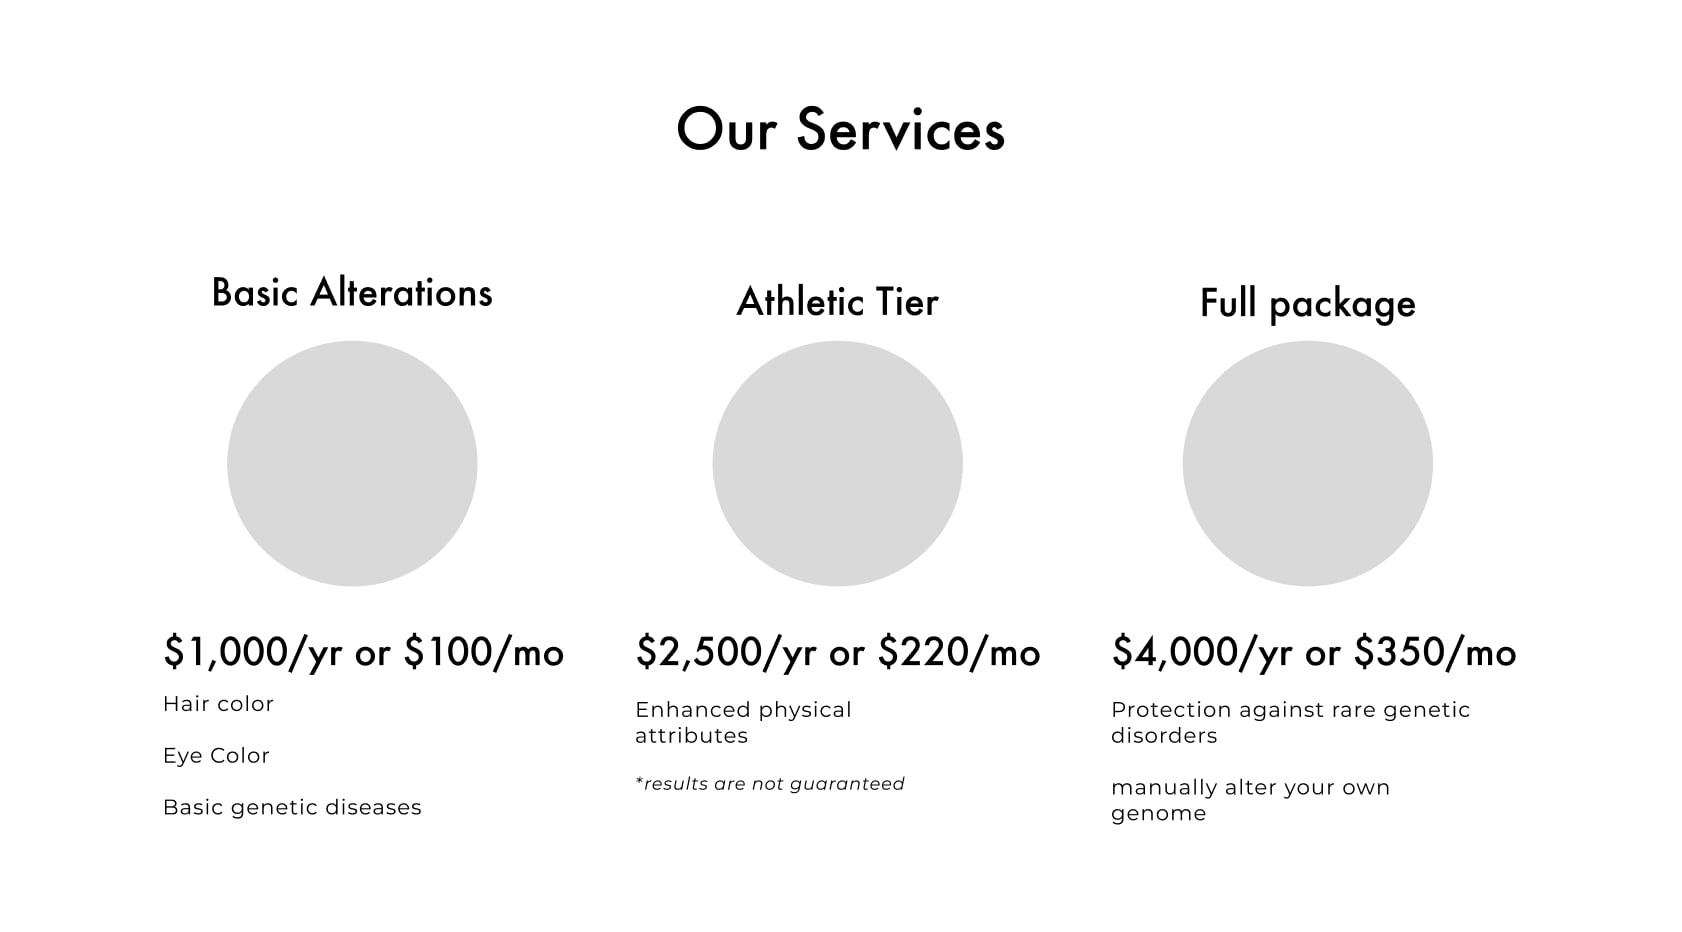 Our Services
Basic Alterations
$1,000/yr or $100/mo
Hair color
Eye Color
Basic genetic diseases
Athletic Tier
$2,500/yr or $220/mo
Enhanced physical
attributes
*results are not guaranteed
Full package
$4,000/yr or $350/mo
Protection against rare genetic
disorders
manually alter your own
genome